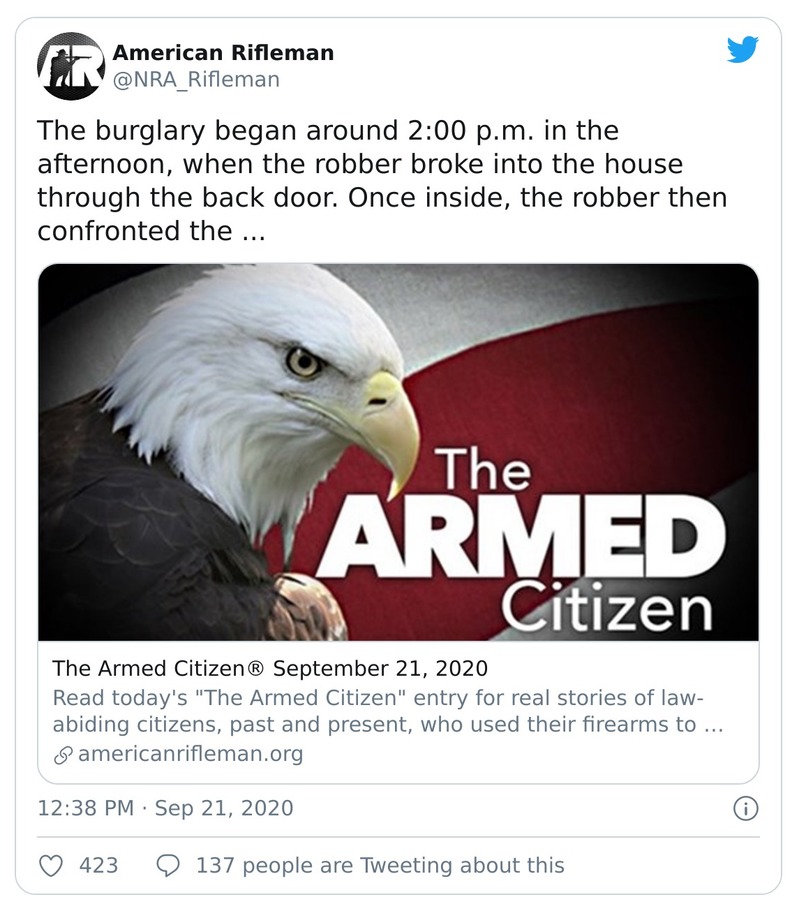 American Rifleman
@NRA_Rifleman
The burglary began around 2:00 p.m. in the
afternoon, when the robber broke into the house
through the back door. Once inside, the robber then
confronted the ...
The
ARMED
Citizen
The Armed Citizen® September 21, 2020
Read today's "The Armed Citizen" entry for real stories of law-
abiding citizens, past and present, who used their firearms to ...
americanrifleman.org
12:38 PM · Sep 21, 2020
423
137 people are Tweeting about this